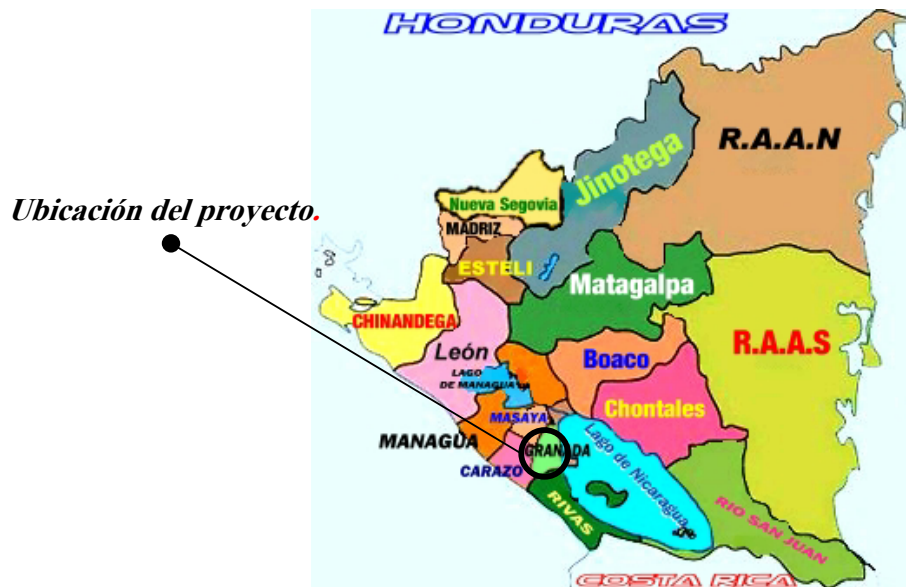 HONDURAS
R.A.A.N
Jinotega
Nueva Segovia
Ubicación del proyecto.
MADRIZ
ESTELI
Matagalpa
CHINANDEGA
R.A.A.S
León
Boaco
LAGO
DE MANAGUA
Chontales
MASAYA
MANAGUA
GRANADA
Lago de Nicaragua
CARAZO
RIVAS
RIO SAN JUAN
COSTA RICA